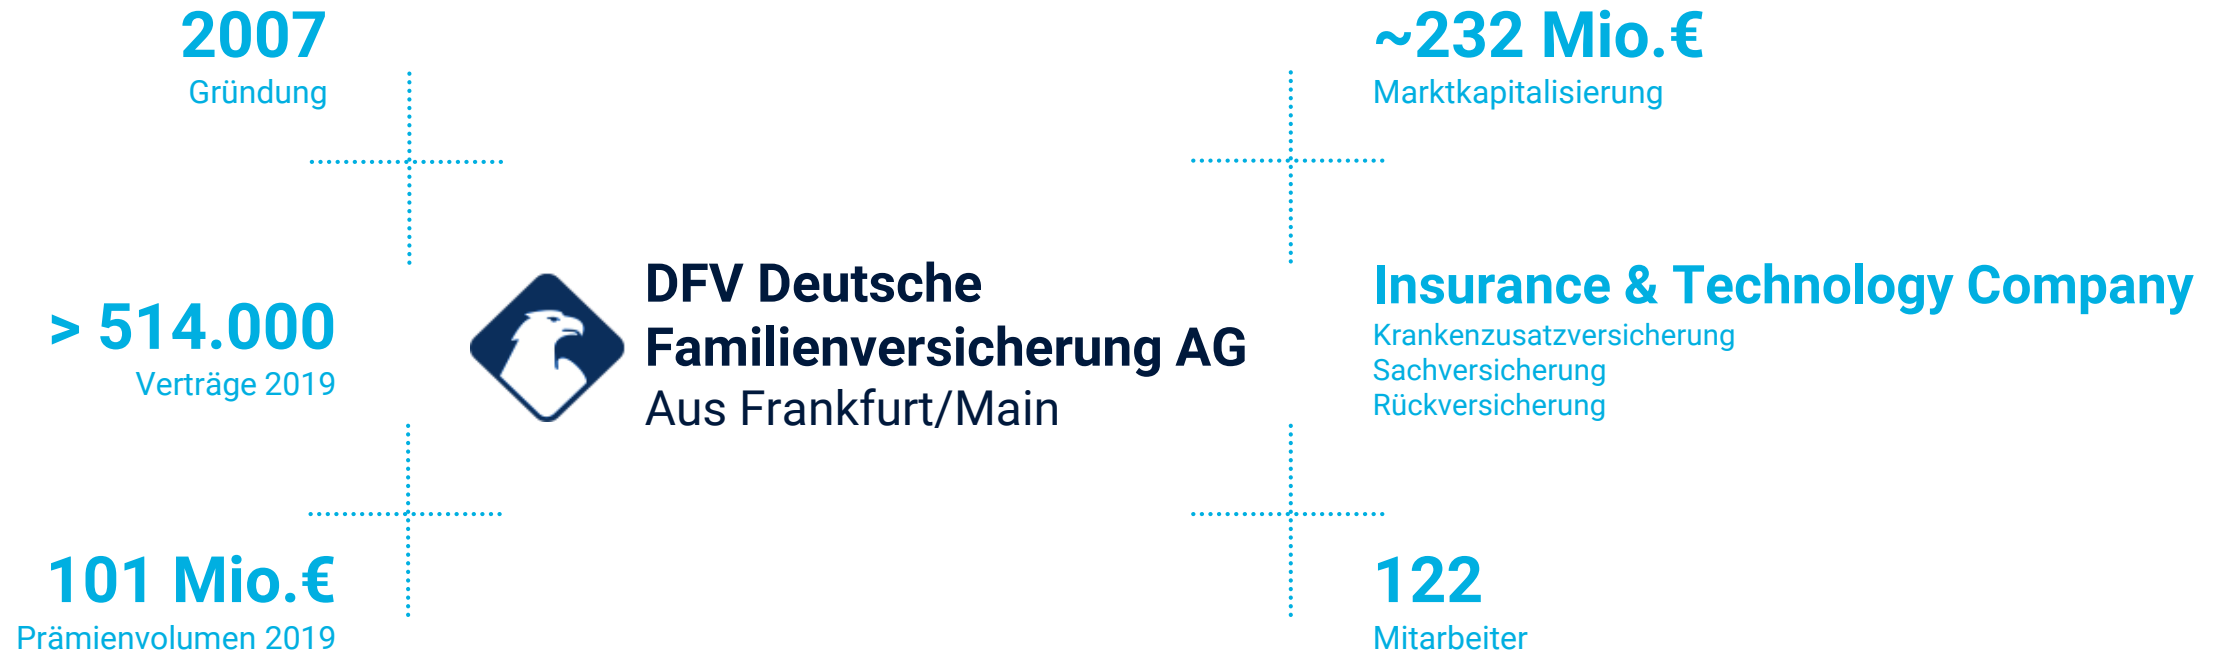 2007
Gründung
~232 Mio.€
Marktkapitalisierung
> 514.000
Verträge 2019
DFV Deutsche
Familienversicherung AG
Aus Frankfurt/Main
Insurance & Technology Company
Krankenzusatzversicherung
Sachversicherung
Rückversicherung
101 Mio.€
Prämienvolumen 2019
122
Mitarbeiter